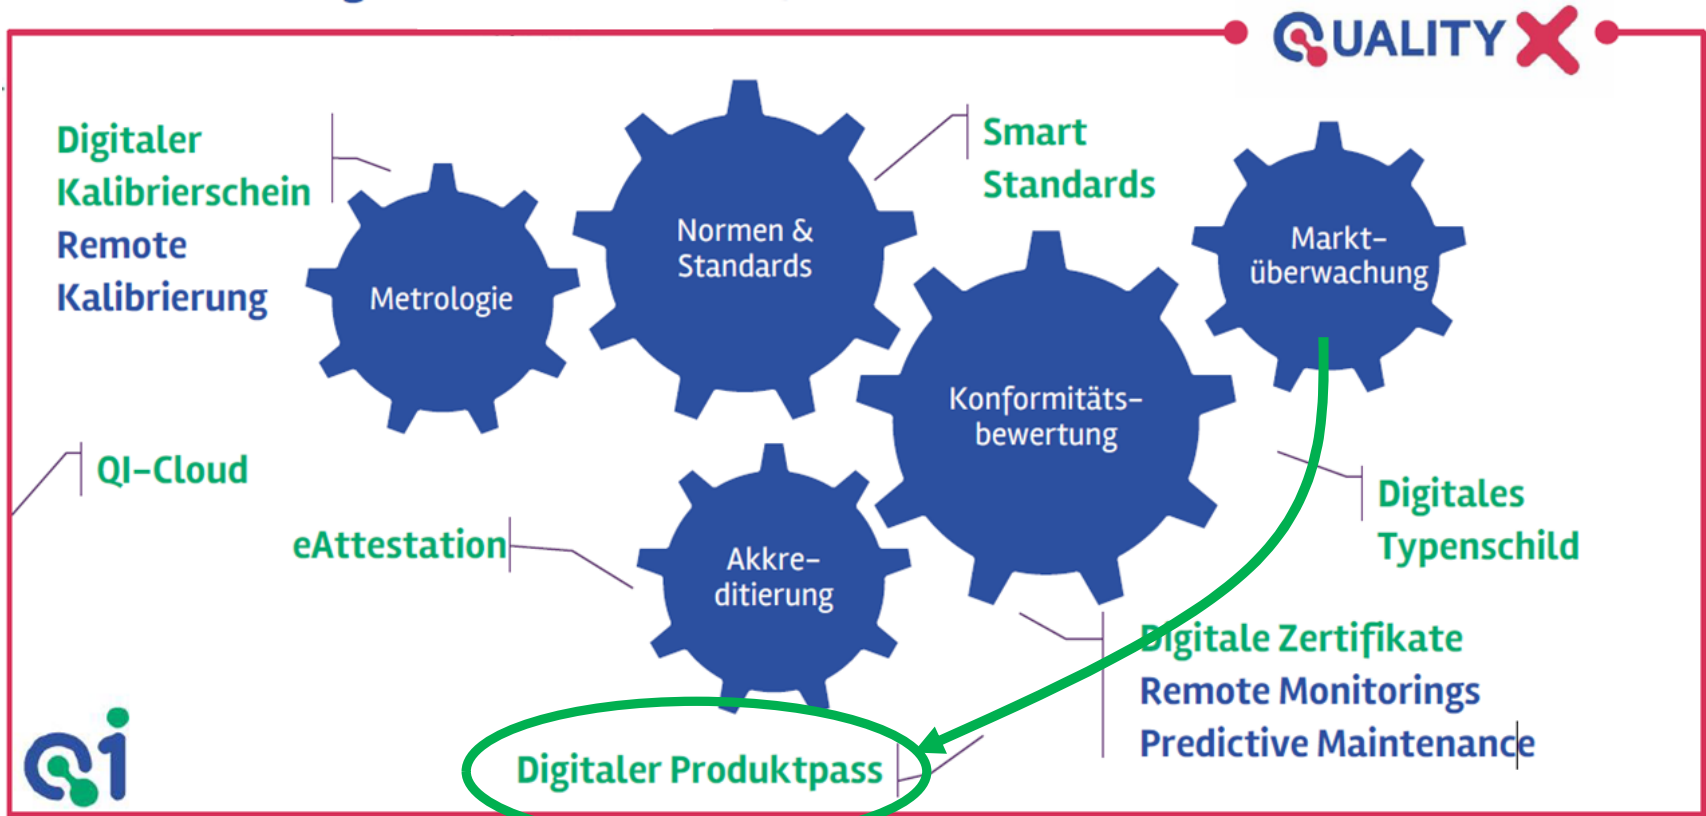 QUALITY X
Digitaler
Kalibrierschein
Remote
Kalibrierung
Metrologie
Normen &
Standards
Smart
Standards
Markt-
überwachung
Konformitäts-
bewertung
QI-Cloud
eAttestation
Akkre-
ditierung
Digitales
Typenschild
Digitale Zertifikate
Remote Monitorings
Predictive Maintenance
Digitaler Produktpass
QI